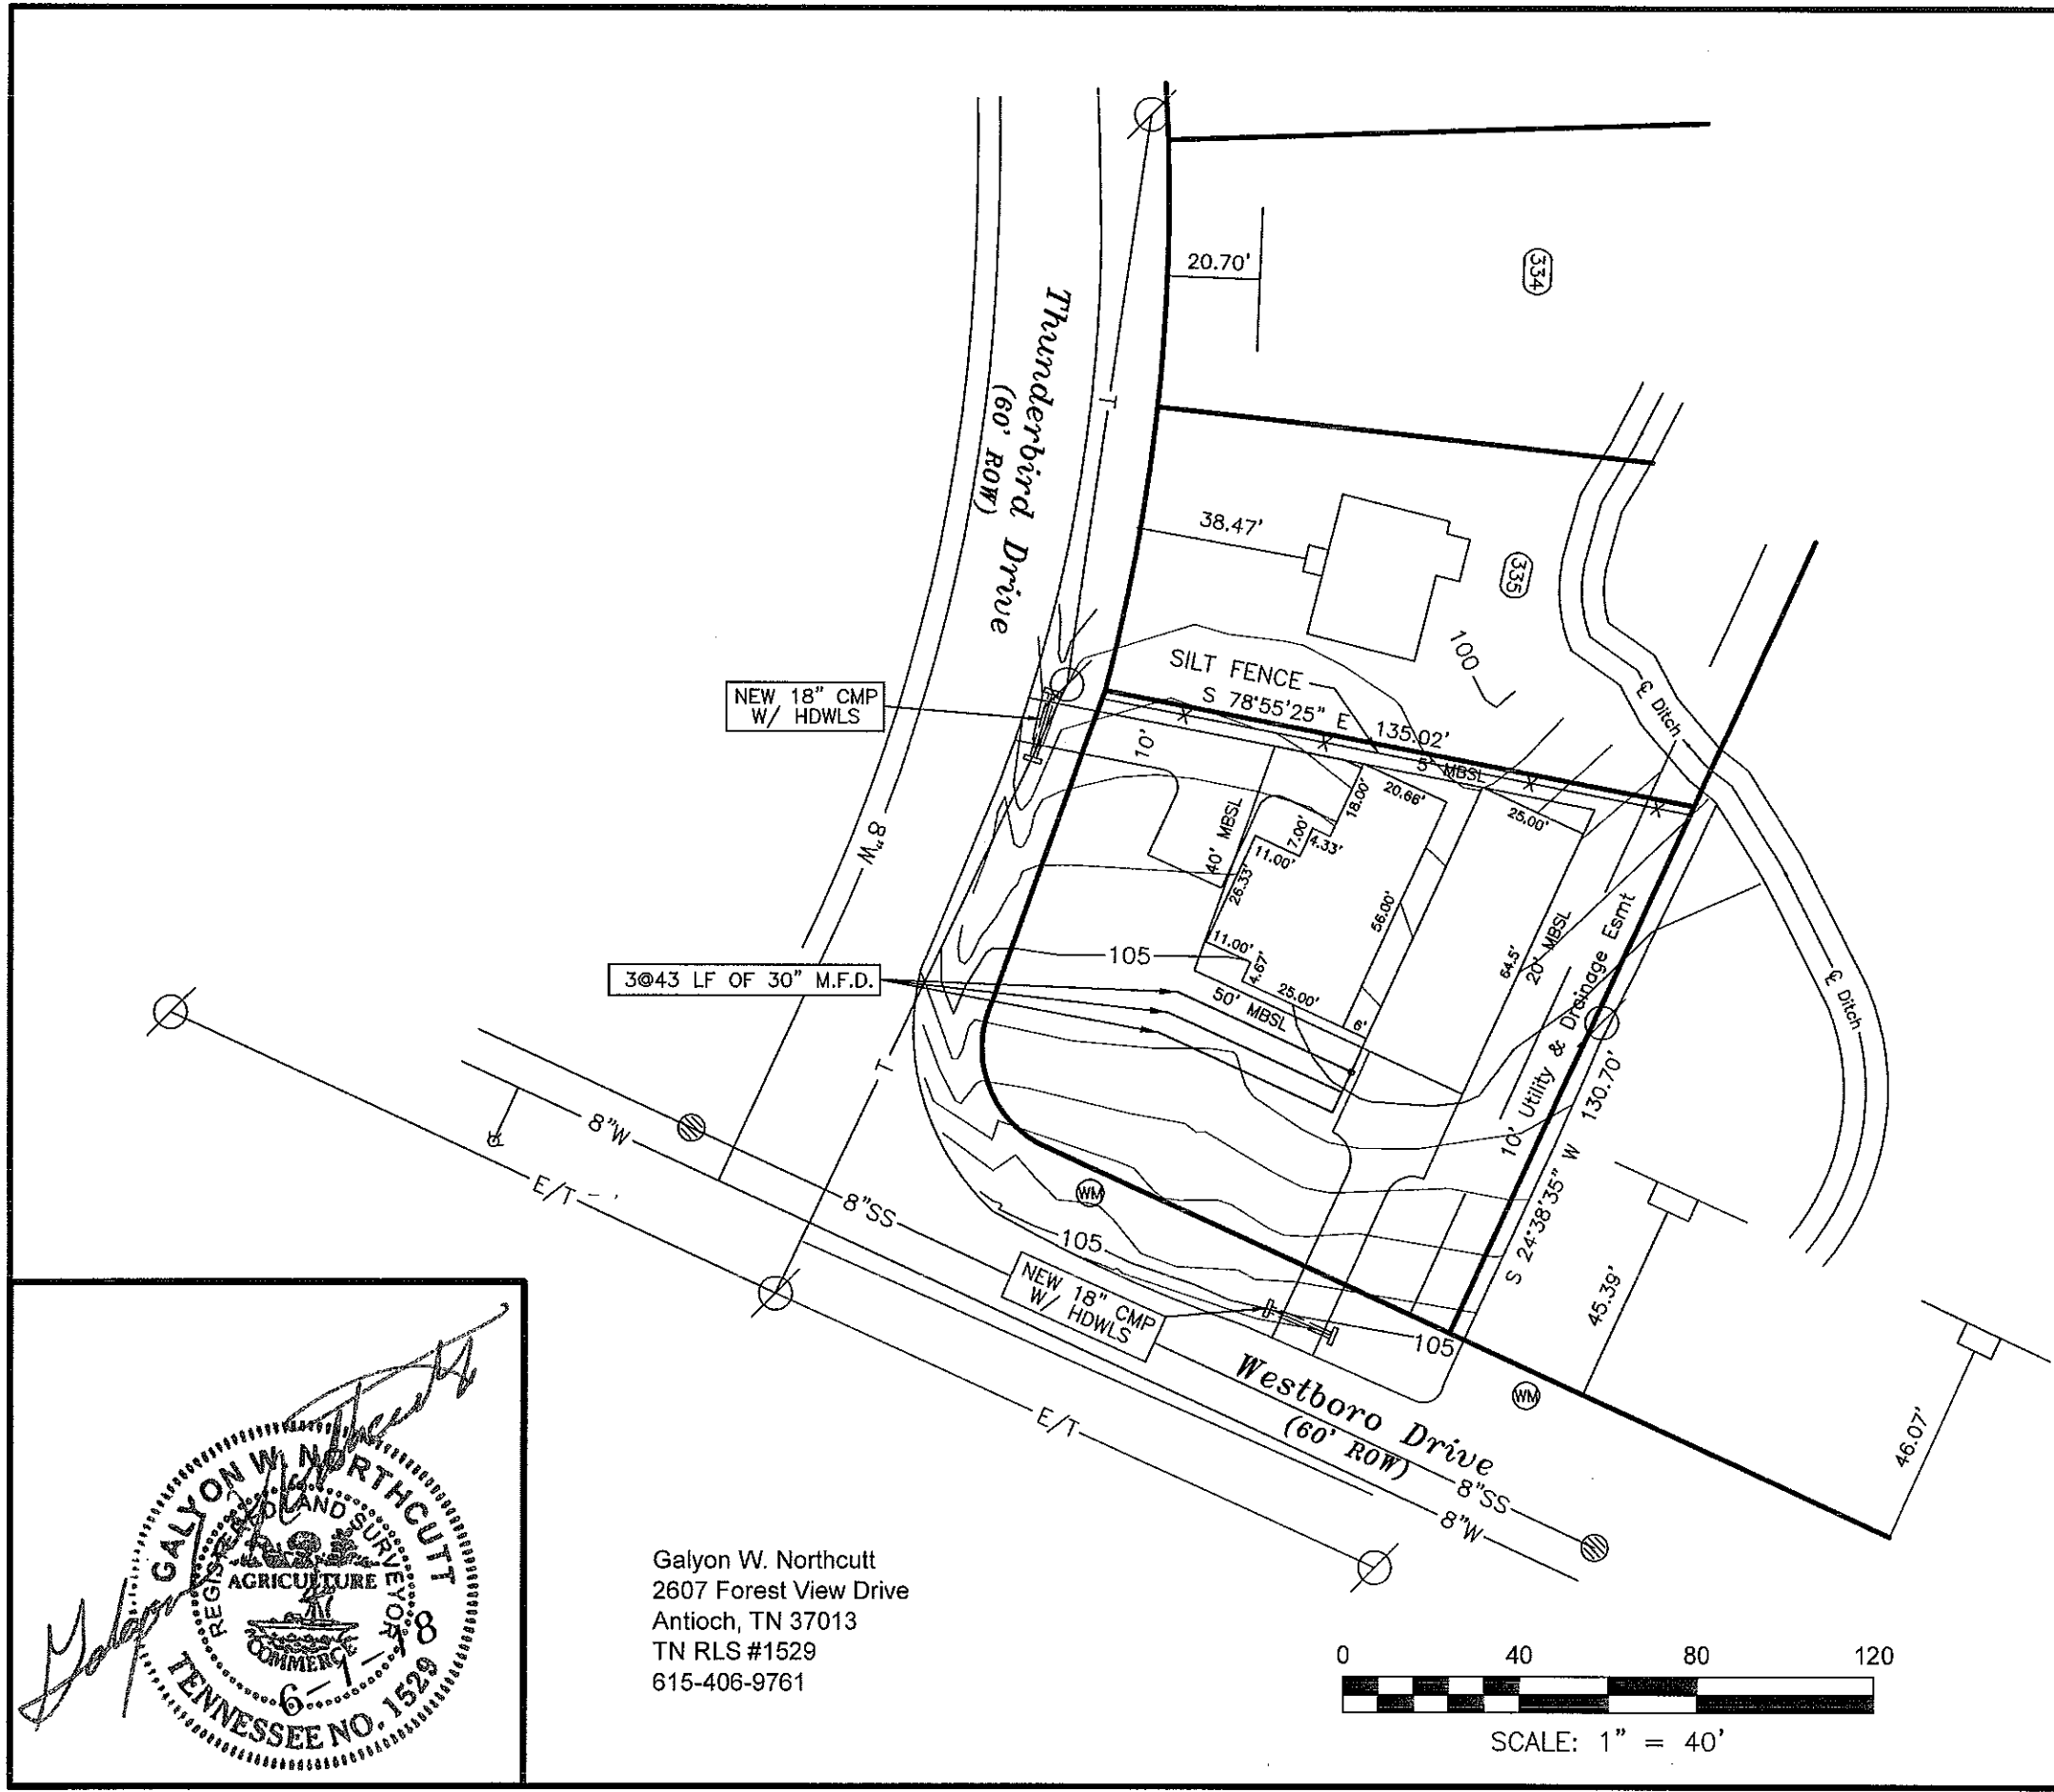 20.70'
334
Thunderbird Drive
(60' ROW)
T
38.47'
335
100
SILT FENCE
S 78°55'25" E 135.02'
℄ Ditch
NEW 18" CMP
W/ HDWLS
10'
5' MBSL
40' MBSL
18.00'
20.66'
25.00'
7.00'
4.33'
11.00'
26.33'
56.00'
8"W
11.00'
4.67'
25.00'
6'
64.5'
20' MBSL
105
3@43 LF OF 30" M.F.D.
50' MBSL
10' Utility & Drainage Esmt
℄ Ditch
T
S 24°38'35" W 130.70'
8"W
E/T
8"SS
WM
105
NEW 18" CMP
W/ HDWLS
105
45.39'
46.07'
WM
Westboro Drive
(60' ROW)
E/T
8"SS
8"W
GALYON W. NORTHCUTT
REGISTERED LAND SURVEYOR
AGRICULTURE
COMMERCE
6-1-18
TENNESSEE NO. 1529
Galyon W. Northcutt
2607 Forest View Drive
Antioch, TN 37013
TN RLS #1529
615-406-9761
0 40 80 120
SCALE: 1" = 40'